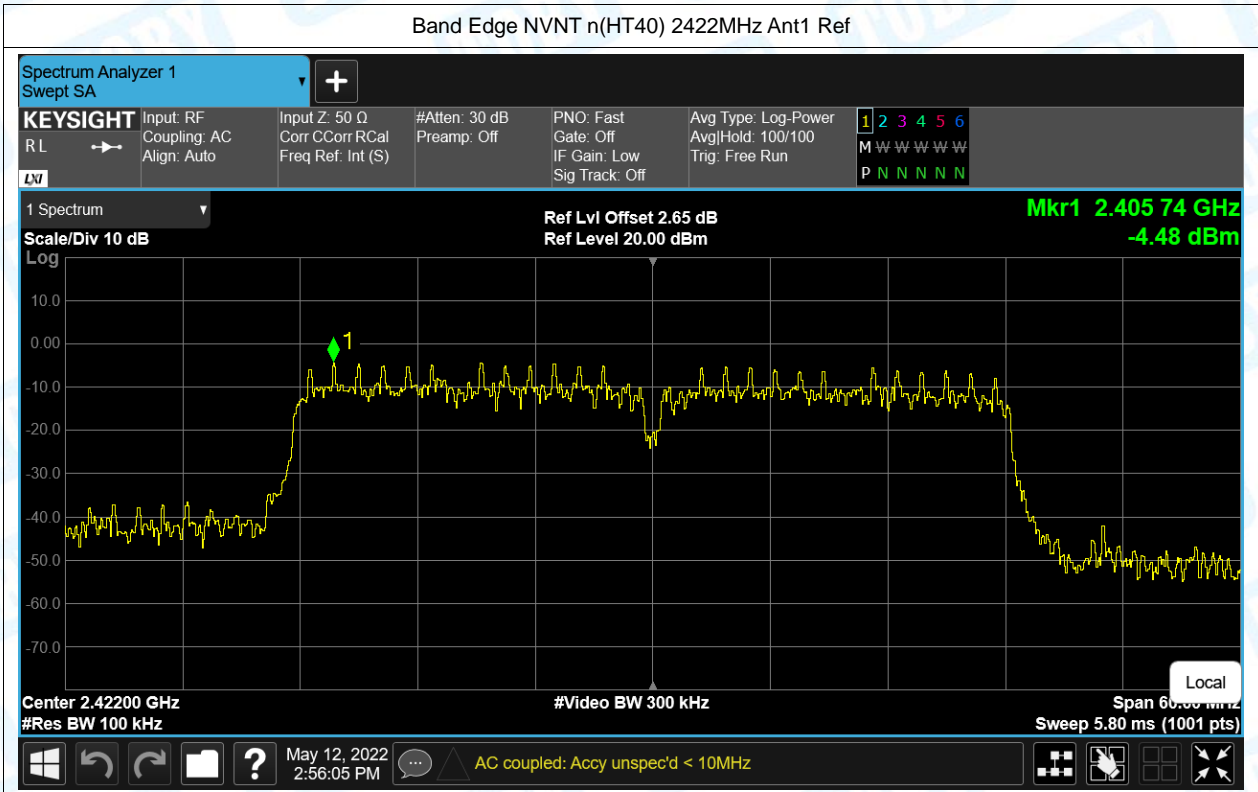 Band Edge NVNT n(HT40) 2422MHz Ant1 Ref
Spectrum Analyzer 1
Swept SA
KEYSIGHT
RL
LXI
Input: RF
Coupling: AC
Align: Auto
Input Z: 50 Ω
Corr CCorr RCal
Freq Ref: Int (S)
#Atten: 30 dB
Preamp: Off
PNO: Fast
Gate: Off
IF Gain: Low
Sig Track: Off
Avg Type: Log-Power
Avg|Hold: 100/100
Trig: Free Run
1 2 3 4 5 6
M W W W W W W
P N N N N N
1 Spectrum
Scale/Div 10 dB
Ref Lvl Offset 2.65 dB
Ref Level 20.00 dBm
Mkr1 2.405 74 GHz
-4.48 dBm
Log
10.0
0.00
-10.0
-20.0
-30.0
-40.0
-50.0
-60.0
-70.0
1
Local
Center 2.42200 GHz
#Res BW 100 kHz
#Video BW 300 kHz
Span 60.00 MHz
Sweep 5.80 ms (1001 pts)
?
May 12, 2022
2:56:05 PM
AC coupled: Accy unspec'd < 10MHz